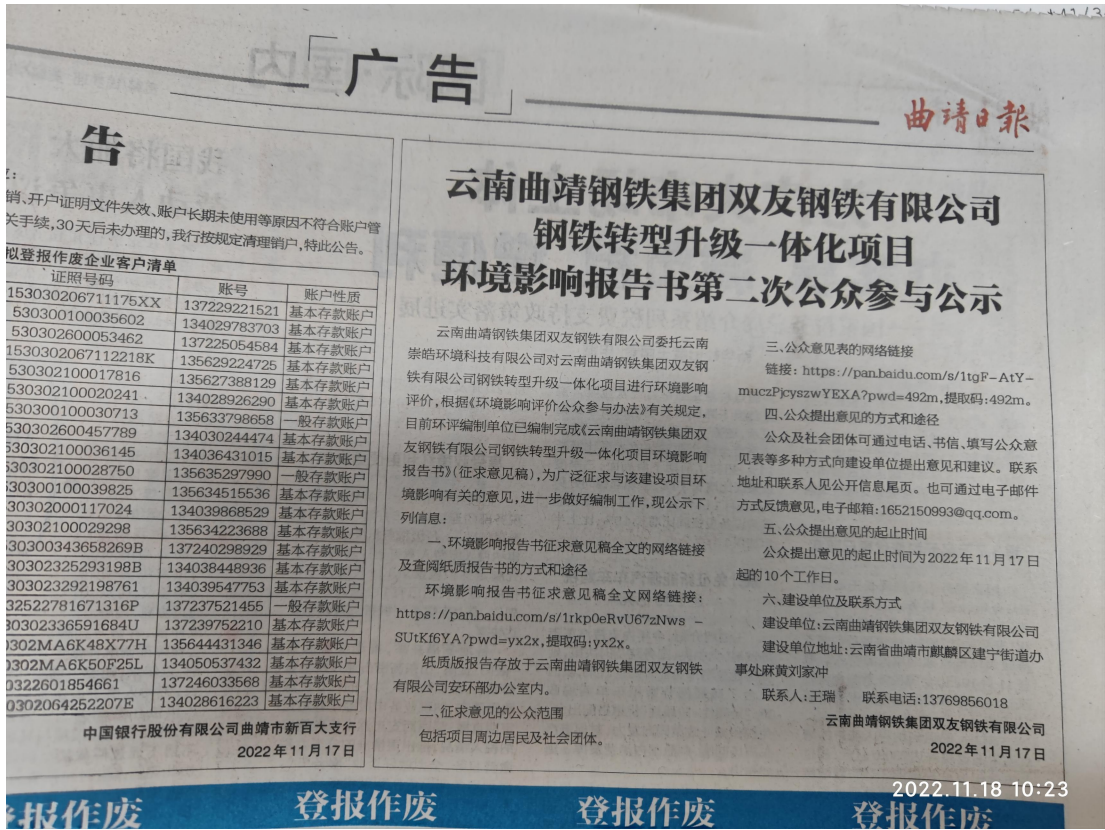 广告
曲靖日报
告
销、开户证明文件失效、账户长期未使用等原因不符合账户管
关手续,30天后未办理的,我行按规定清理销户,特此公告。
拟登报作废企业客户清单
证照号码 账号 账户性质
153030206711175XX 137229221521 基本存款账户
530300100035602 134029783703 基本存款账户
530302600053462 137225054584 基本存款账户
1530302067112218K 135629224725 基本存款账户
530302100017816 135627388129 基本存款账户
530302100020241 134028926290 基本存款账户
5300100030713 135633798658 一般存款账户
5302600457789 134030244474 基本存款账户
5302100036145 134036431015 基本存款账户
5302100028750 135635297990 一般存款账户
5300100039825 135634515536 基本存款账户
5302000117024 134039868529 基本存款账户
5302100029298 135634223688 基本存款账户
5300343658269B 137240298929 基本存款账户
5302325293198B 134038448936 基本存款账户
5303023292198761 134039547753 基本存款账户
325522781671316P 137237521455 一般存款账户
30302336591684U 137239752210 基本存款账户
0302MA6K48X77H 135644431346 基本存款账户
0302MA6K50F25L 134050537432 基本存款账户
0322601854661 137246033568 基本存款账户
0302064252207E 134028616223 基本存款账户
中国银行股份有限公司曲靖市新百大支行
2022年11月17日
云南曲靖钢铁集团双友钢铁有限公司
钢铁转型升级一体化项目
环境影响报告书第二次公众参与公示
云南曲靖钢铁集团双友钢铁有限公司委托云南
崇皓环境科技有限公司对云南曲靖钢铁集团双友钢
铁有限公司钢铁转型升级一体化项目进行环境影响
评价,根据《环境影响评价公众参与办法》有关规定,
目前环评编制单位已编制完成《云南曲靖钢铁集团双
友钢铁有限公司钢铁转型升级一体化项目环境影响
报告书》(征求意见稿),为广泛征求与该建设项目环
境影响有关的意见,进一步做好编制工作,现公示下
列信息:
一、环境影响报告书征求意见稿全文的网络链接
及查阅纸质报告书的方式和途径
环境影响报告书征求意见稿全文网络链接:
https://pan.baidu.com/s/1rkp0eRvU67zNws -
SUtKf6YA?pwd=yx2x,提取码:yx2x。
纸质版报告存放于云南曲靖钢铁集团双友钢铁
有限公司安环部办公室内。
二、征求意见的公众范围
包括项目周边居民及社会团体。
三、公众意见表的网络链接
链接: https://pan.baidu.com/s/1tgF-AtY-
muczPjcyszwYEXA?pwd=492m,提取码:492m。
四、公众提出意见的方式和途径
公众及社会团体可通过电话、书信、填写公众意
见表等多种方式向建设单位提出意见和建议。联系
地址和联系人见公开信息尾页。也可通过电子邮件
方式反馈意见,电子邮箱:1652150993@qq.com。
五、公众提出意见的起止时间
公众提出意见的起止时间为2022年11月17日
起的10个工作日。
六、建设单位及联系方式
建设单位:云南曲靖钢铁集团双友钢铁有限公司
建设单位地址:云南省曲靖市麒麟区建宁街道办
事处麻黄刘家冲
联系人:王瑞 联系电话:13769856018
云南曲靖钢铁集团双友钢铁有限公司
2022年11月17日
2022.11.18 10:23
登报作废 登报作废 登报作废 登报作废